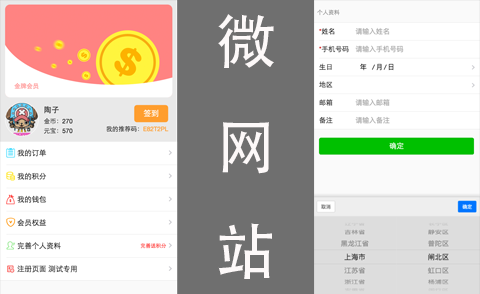 金牌会员
陶子
金币：270
元宝：570
签到
我的推荐码：E82T2PL
我的订单
我的积分
我的钱包
会员权益
完善个人资料
完善送积分
注册页面 测试专用
微
网
站
个人资料
*姓名
请输入姓名
*手机号码
请输入手机号码
生日
年 /月/日
地区
邮箱
请输入邮箱
备注
请输入备注
确定
取消
确定
吉林省
静安区
黑龙江省
普陀区
上海市
闸北区
江苏省
虹口区
浙江省
杨浦区